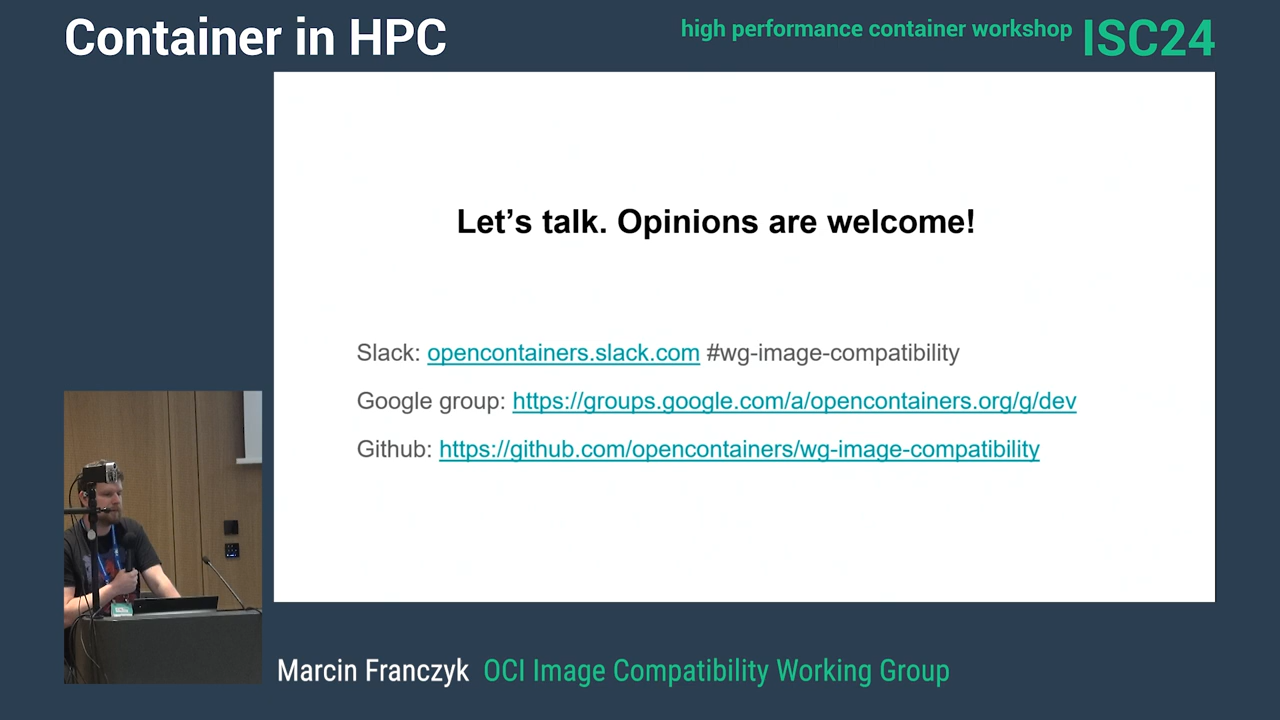 Container in HPC
high performance container workshop ISC24
Let’s talk. Opinions are welcome!
Slack: opencontainers.slack.com #wg-image-compatibility
Google group: https://groups.google.com/a/opencontainers.org/g/dev
Github: https://github.com/opencontainers/wg-image-compatibility
Marcin Franczyk OCI Image Compatibility Working Group